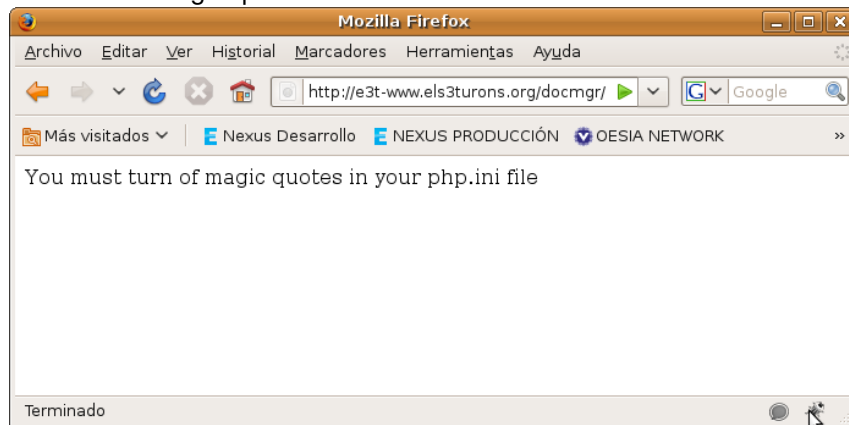 Mozilla Firefox
Archivo Editar Ver Historial Marcadores Herramientas Ayuda
http://e3t-www.els3turons.org/docmgr/ G Google
Más visitados E Nexus Desarrollo E NEXUS PRODUCCIÓN OESIA NETWORK »
You must turn of magic quotes in your php.ini file
Terminado